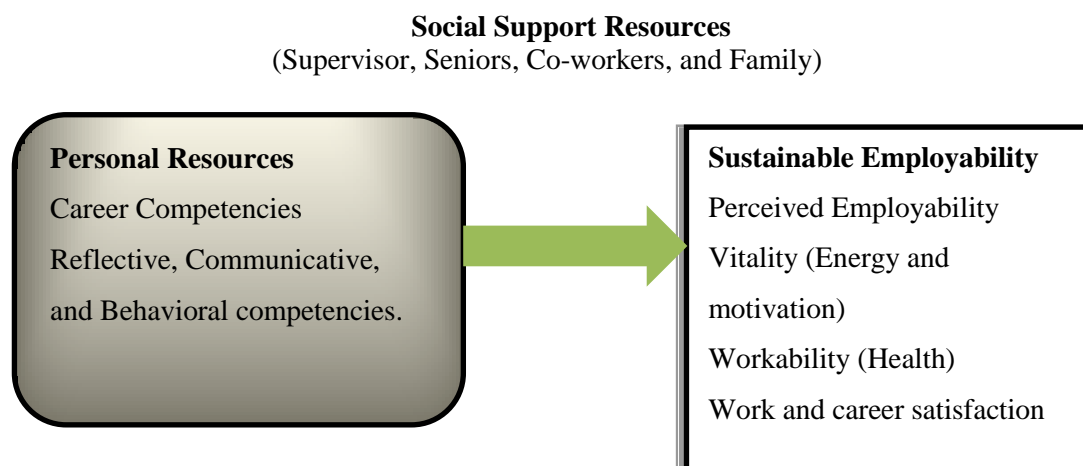 Social Support Resources
(Supervisor, Seniors, Co-workers, and Family)
Personal Resources
Career Competencies
Reflective, Communicative,
and Behavioral competencies.
Sustainable Employability
Perceived Employability
Vitality (Energy and
motivation)
Workability (Health)
Work and career satisfaction